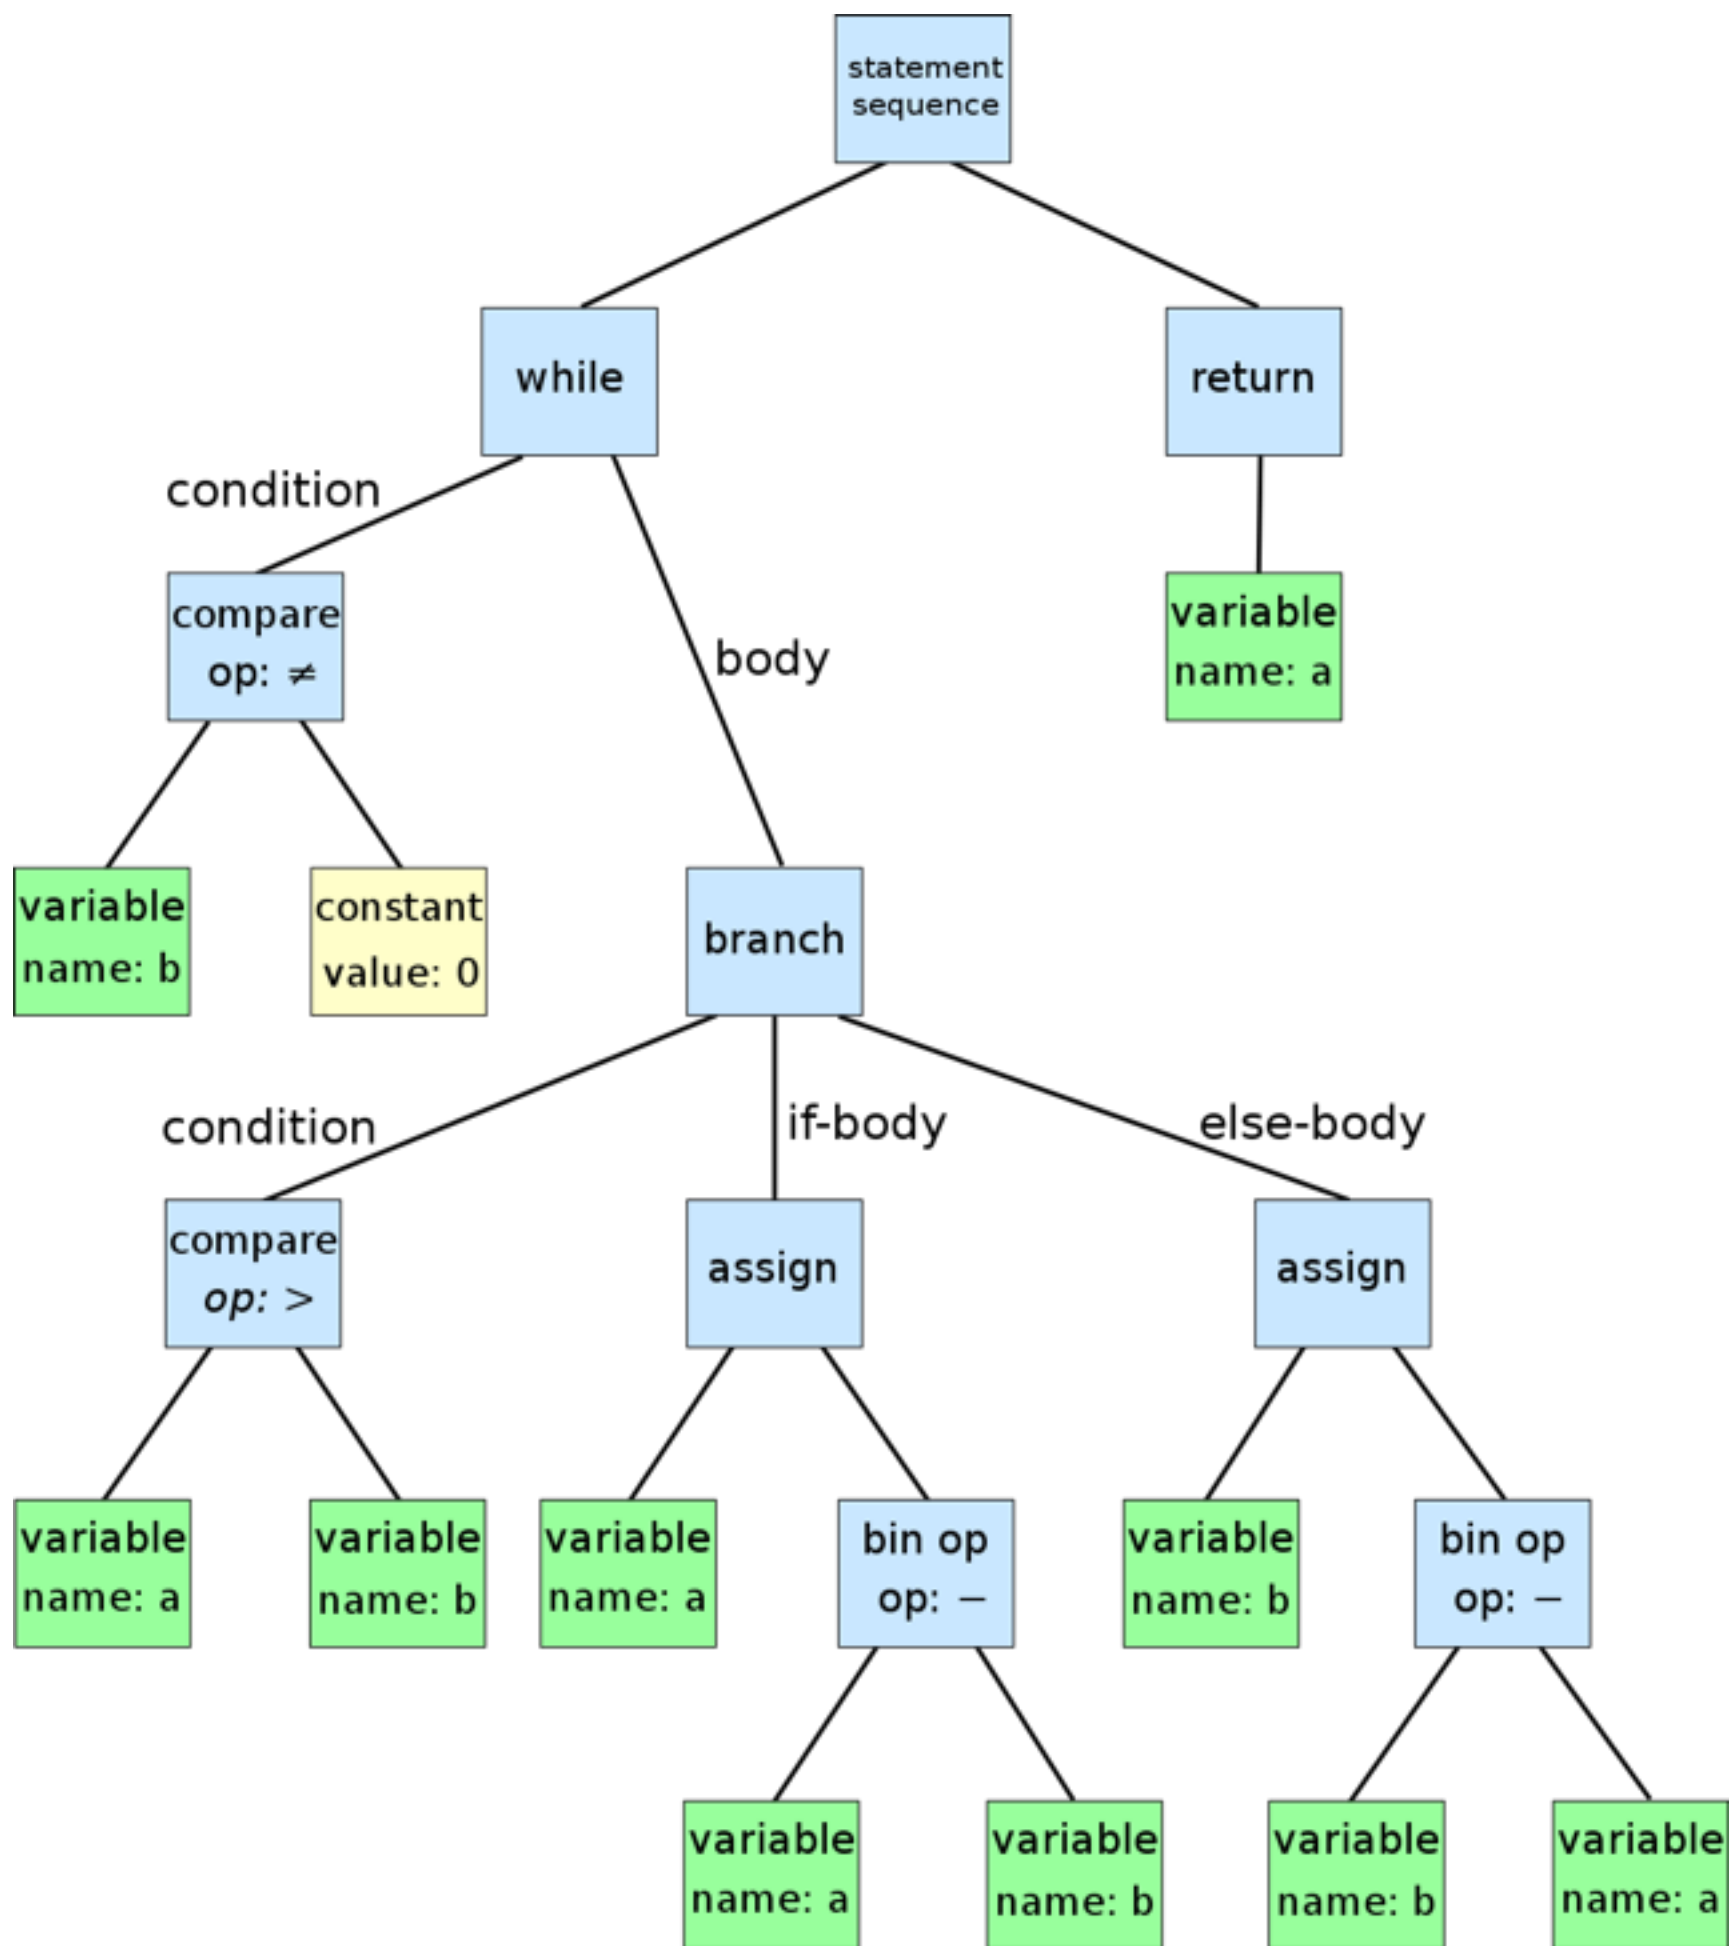 statement
sequence
while
return
condition
compare
op: ≠
body
variable
name: a
variable
name: b
constant
value: 0
branch
condition
if-body
else-body
compare
op: >
assign
assign
variable
name: a
variable
name: b
variable
name: a
bin op
op: −
variable
name: b
bin op
op: −
variable
name: a
variable
name: b
variable
name: b
variable
name: a